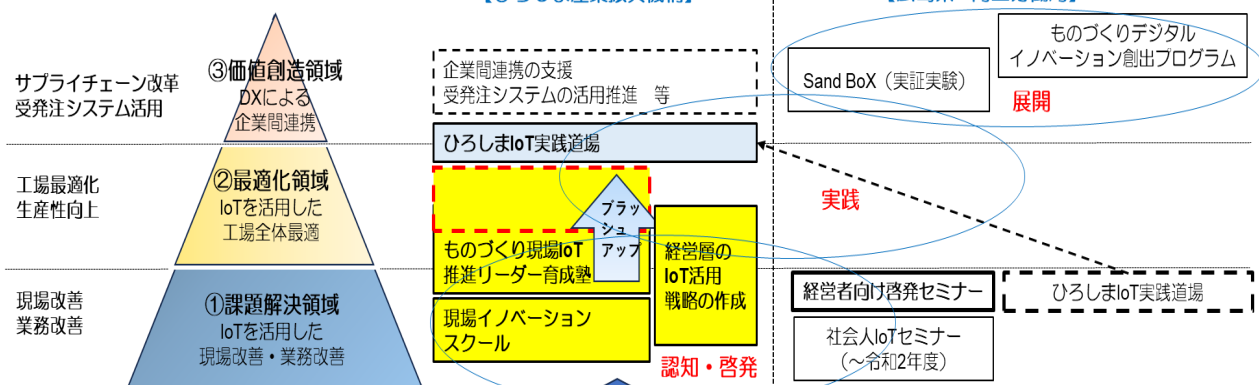 サプライチェーン改革
受発注システム活用
③価値創造領域
DXによる
企業間連携
企業間連携の支援
受発注システムの活用推進 等
Sand BoX（実証実験）
ものづくりデジタル
イノベーション創出プログラム
展開
ひろしまIoT実践道場
工場最適化
生産性向上
②最適化領域
IoTを活用した
工場全体最適
ブラッ
シュ
アップ
実践
ものづくり現場IoT
推進リーダー育成塾
経営層の
IoT活用
戦略の作成
現場改善
業務改善
①課題解決領域
IoTを活用した
現場改善・業務改善
現場イノベーション
スクール
認知・啓発
経営者向け啓発セミナー
ひろしまIoT実践道場
社会人IoTセミナー
（～令和2年度）